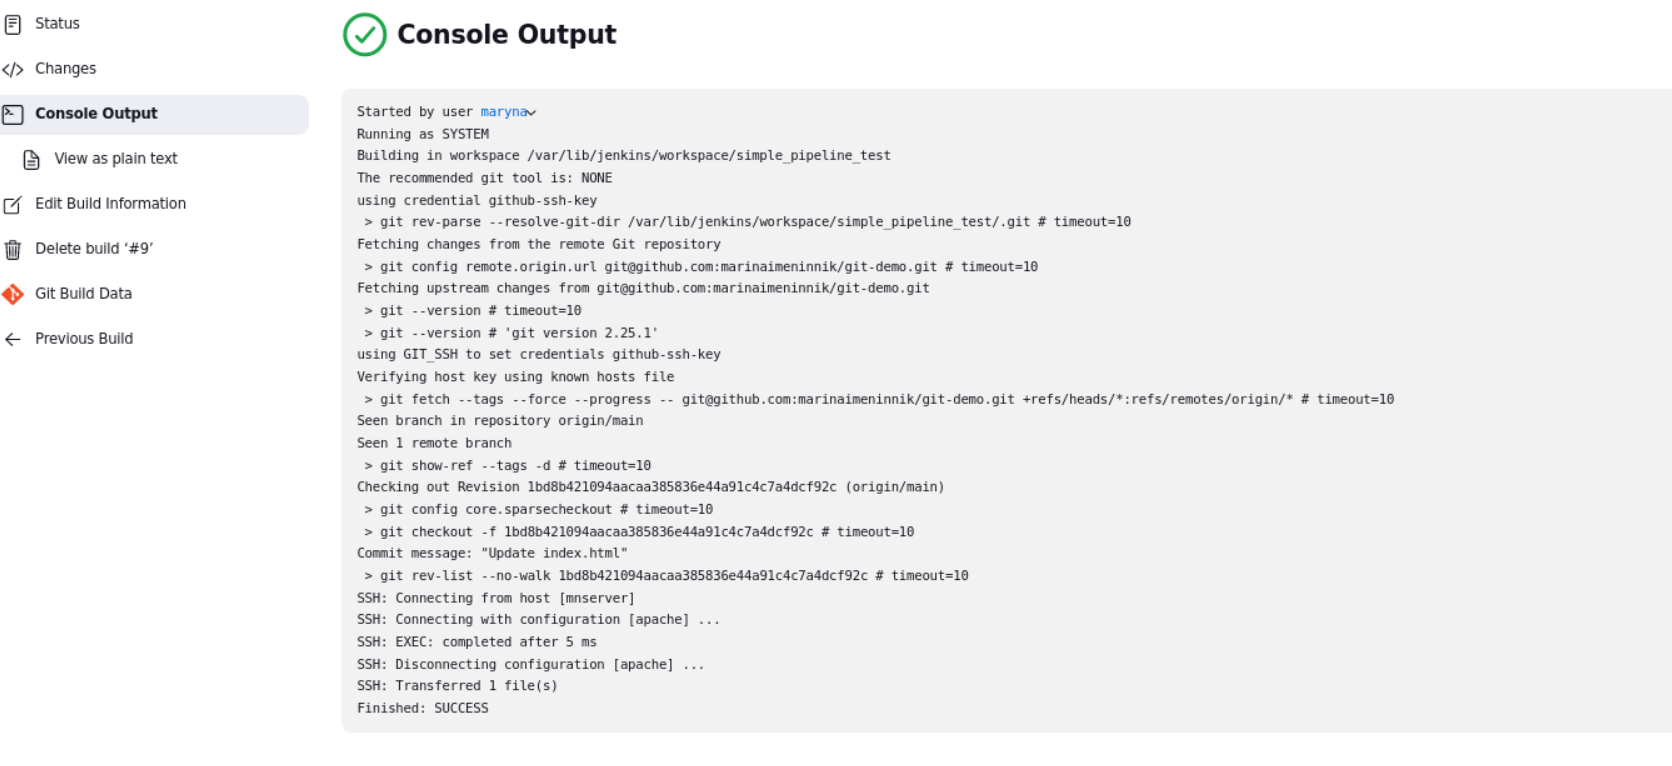 Status
Changes
Console Output
View as plain text
Edit Build Information
Delete build ‘#9’
Git Build Data
Previous Build
Console Output
Started by user maryna
Running as SYSTEM
Building in workspace /var/lib/jenkins/workspace/simple_pipeline_test
The recommended git tool is: NONE
using credential github-ssh-key
 > git rev-parse --resolve-git-dir /var/lib/jenkins/workspace/simple_pipeline_test/.git # timeout=10
Fetching changes from the remote Git repository
 > git config remote.origin.url git@github.com:marinaimeninnik/git-demo.git # timeout=10
Fetching upstream changes from git@github.com:marinaimeninnik/git-demo.git
 > git --version # timeout=10
 > git --version # 'git version 2.25.1'
using GIT_SSH to set credentials github-ssh-key
Verifying host key using known hosts file
 > git fetch --tags --force --progress -- git@github.com:marinaimeninnik/git-demo.git +refs/heads/*:refs/remotes/origin/* # timeout=10
Seen branch in repository origin/main
Seen 1 remote branch
 > git show-ref --tags -d # timeout=10
Checking out Revision 1bd8b421094aacaa385836e44a91c4c7a4dcf92c (origin/main)
 > git config core.sparsecheckout # timeout=10
 > git checkout -f 1bd8b421094aacaa385836e44a91c4c7a4dcf92c # timeout=10
Commit message: "Update index.html"
 > git rev-list --no-walk 1bd8b421094aacaa385836e44a91c4c7a4dcf92c # timeout=10
SSH: Connecting from host [mnserver]
SSH: Connecting with configuration [apache] ...
SSH: EXEC: completed after 5 ms
SSH: Disconnecting configuration [apache] ...
SSH: Transferred 1 file(s)
Finished: SUCCESS